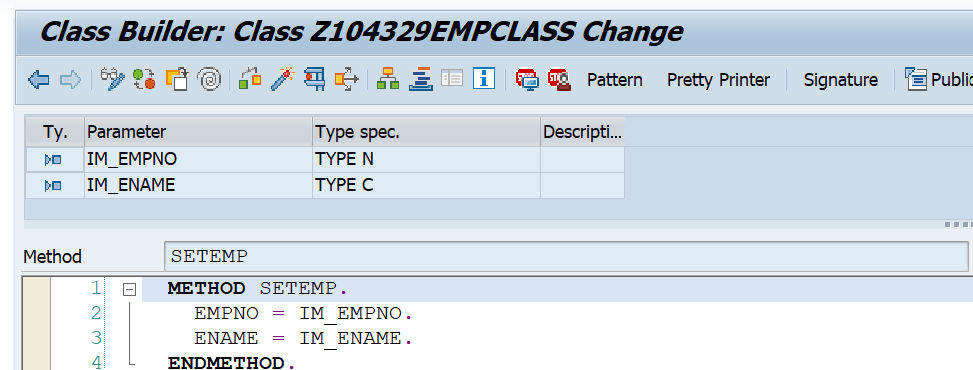 Class Builder: Class Z104329EMPCLASS Change
Pattern Pretty Printer Signature Public
Ty. Parameter Type spec. Descripti...
IM_EMPNO TYPE N
IM_ENAME TYPE C
Method SETEMP
1 METHOD SETEMP.
2 EMPNO = IM_EMPNO.
3 ENAME = IM_ENAME.
4 ENDMETHOD.